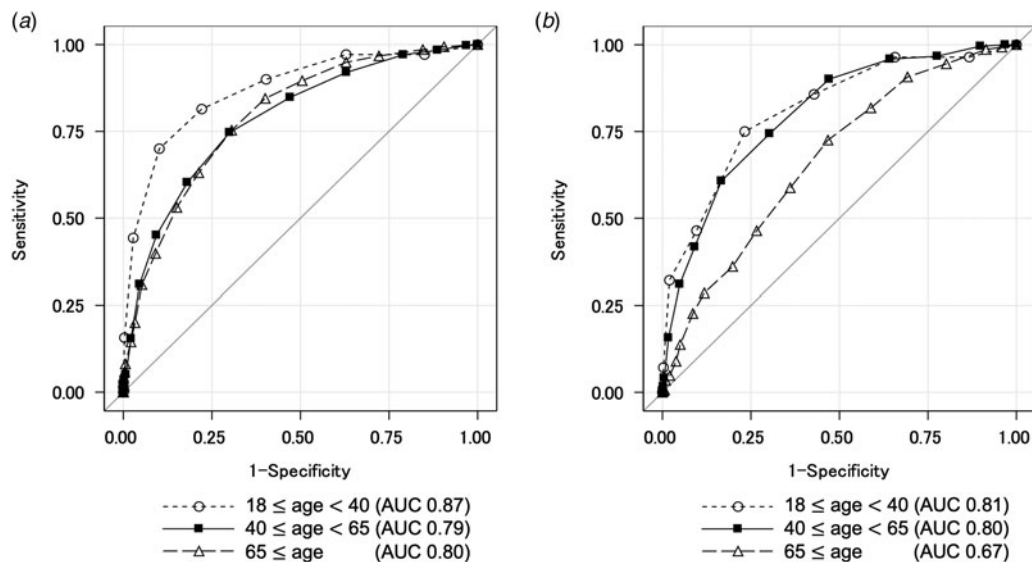 (a)
1.00
0.75
0.50
0.25
0.00
Sensitivity
0.00 0.25 0.50 0.75 1.00
1-Specificity
18 ≤ age < 40 (AUC 0.87)
40 ≤ age < 65 (AUC 0.79)
65 ≤ age (AUC 0.80)
(b)
1.00
0.75
0.50
0.25
0.00
Sensitivity
0.00 0.25 0.50 0.75 1.00
1-Specificity
18 ≤ age < 40 (AUC 0.81)
40 ≤ age < 65 (AUC 0.80)
65 ≤ age (AUC 0.67)